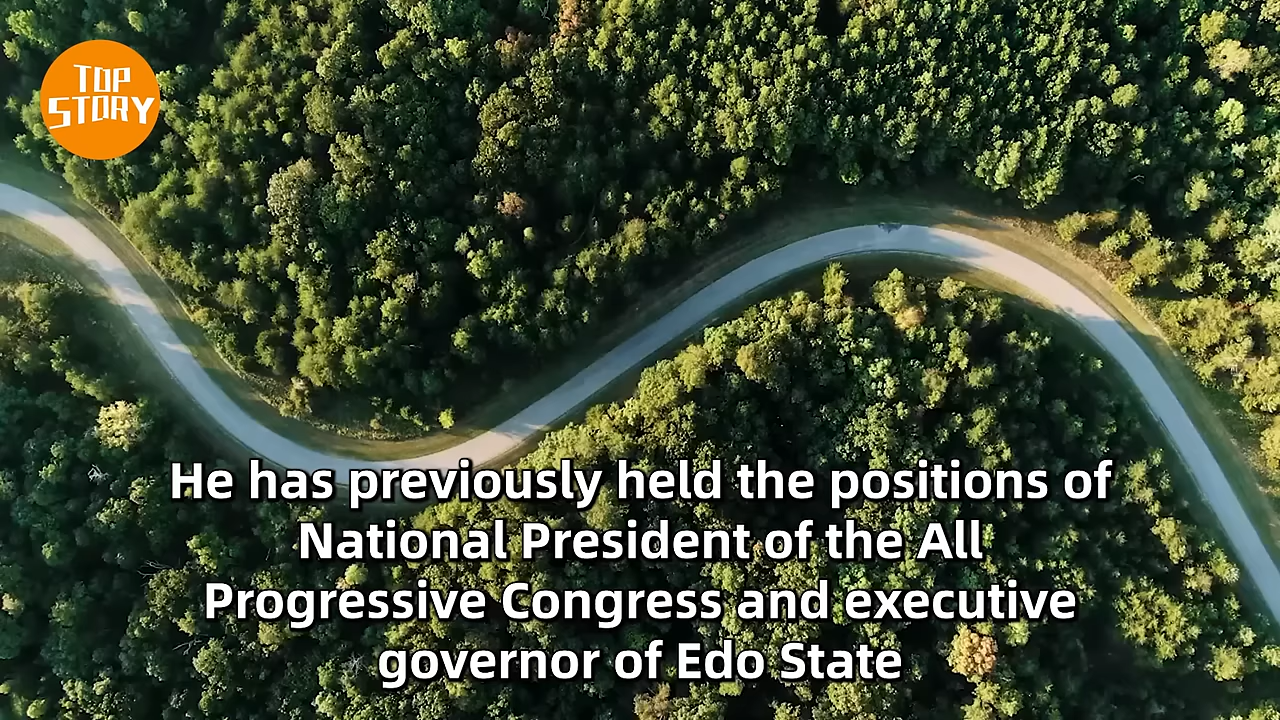 TOP
STORY
He has previously held the positions of
National President of the All
Progressive Congress and executive
governor of Edo State